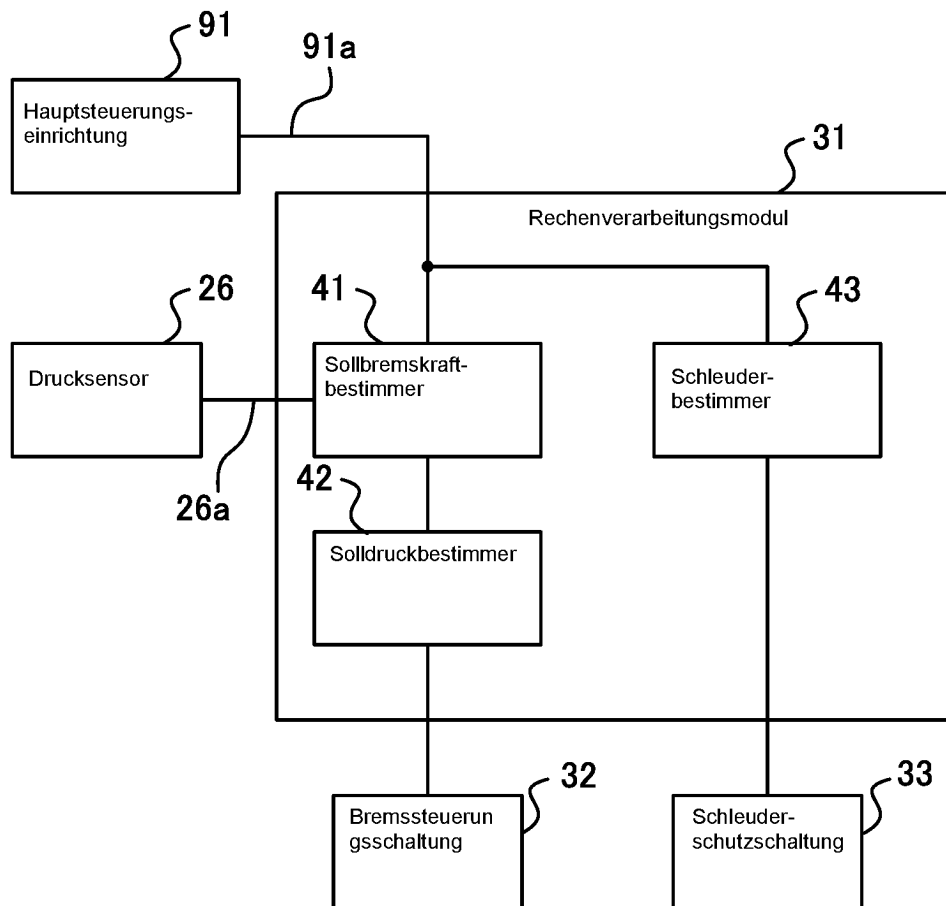 91
91a
Hauptsteuerungs-
einrichtung
31
Rechenverarbeitungsmodul
26
41
43
Drucksensor
Sollbremskraft-
bestimmer
Schleuder-
bestimmer
26a
42
Solldruckbestimmer
32
33
Bremssteuerun
gsschaltung
Schleuder-
schutzschaltung